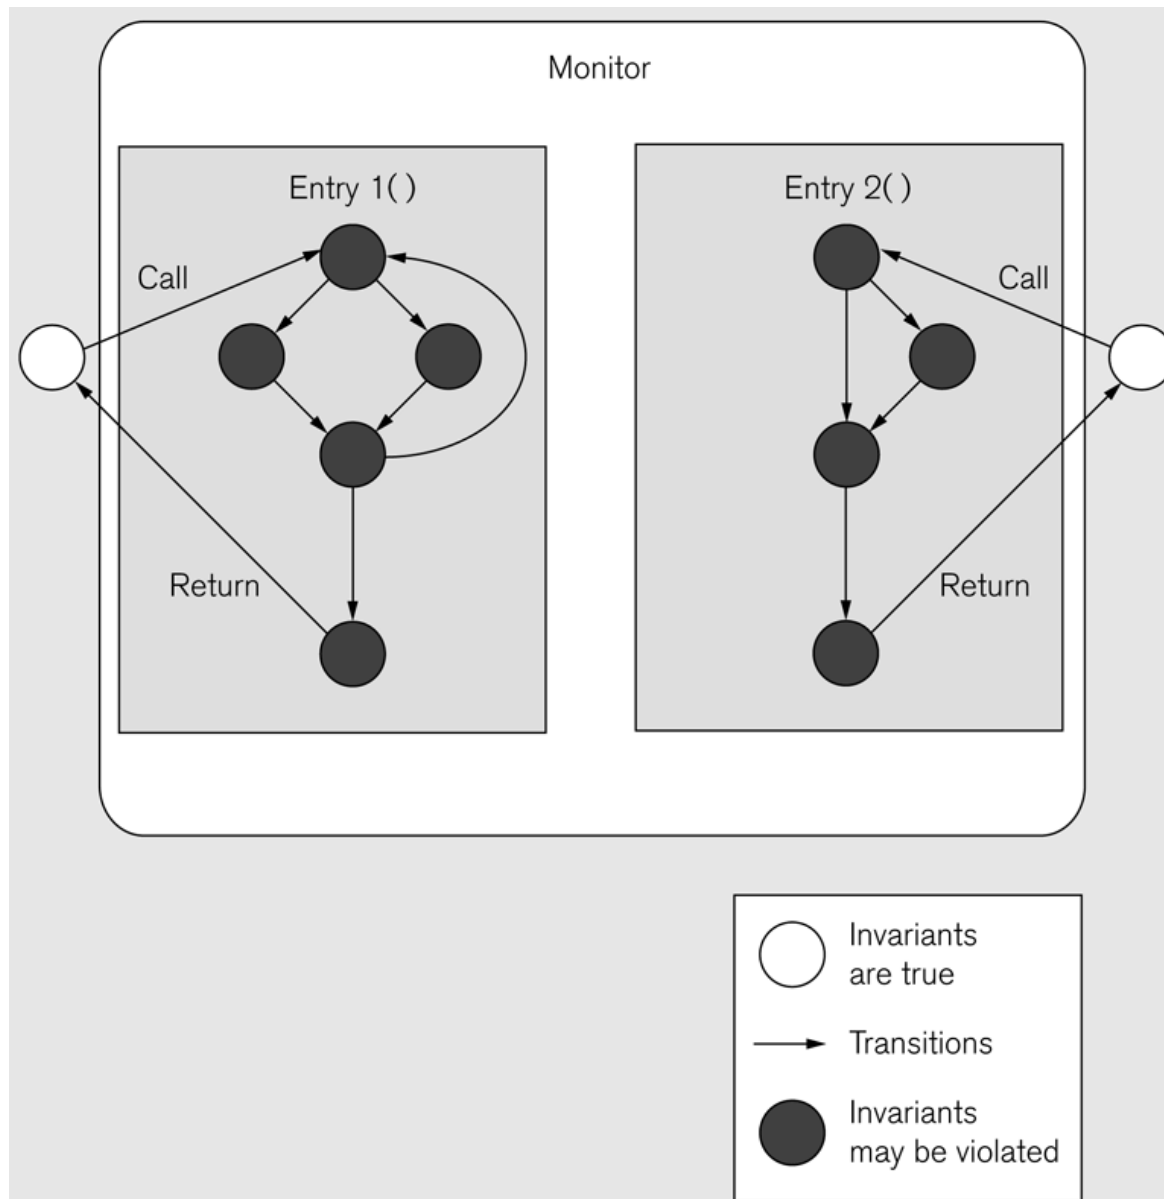 Monitor
Entry 1( )
Entry 2( )
Call
Call
Return
Return
Invariants
are true
Transitions
Invariants
may be violated